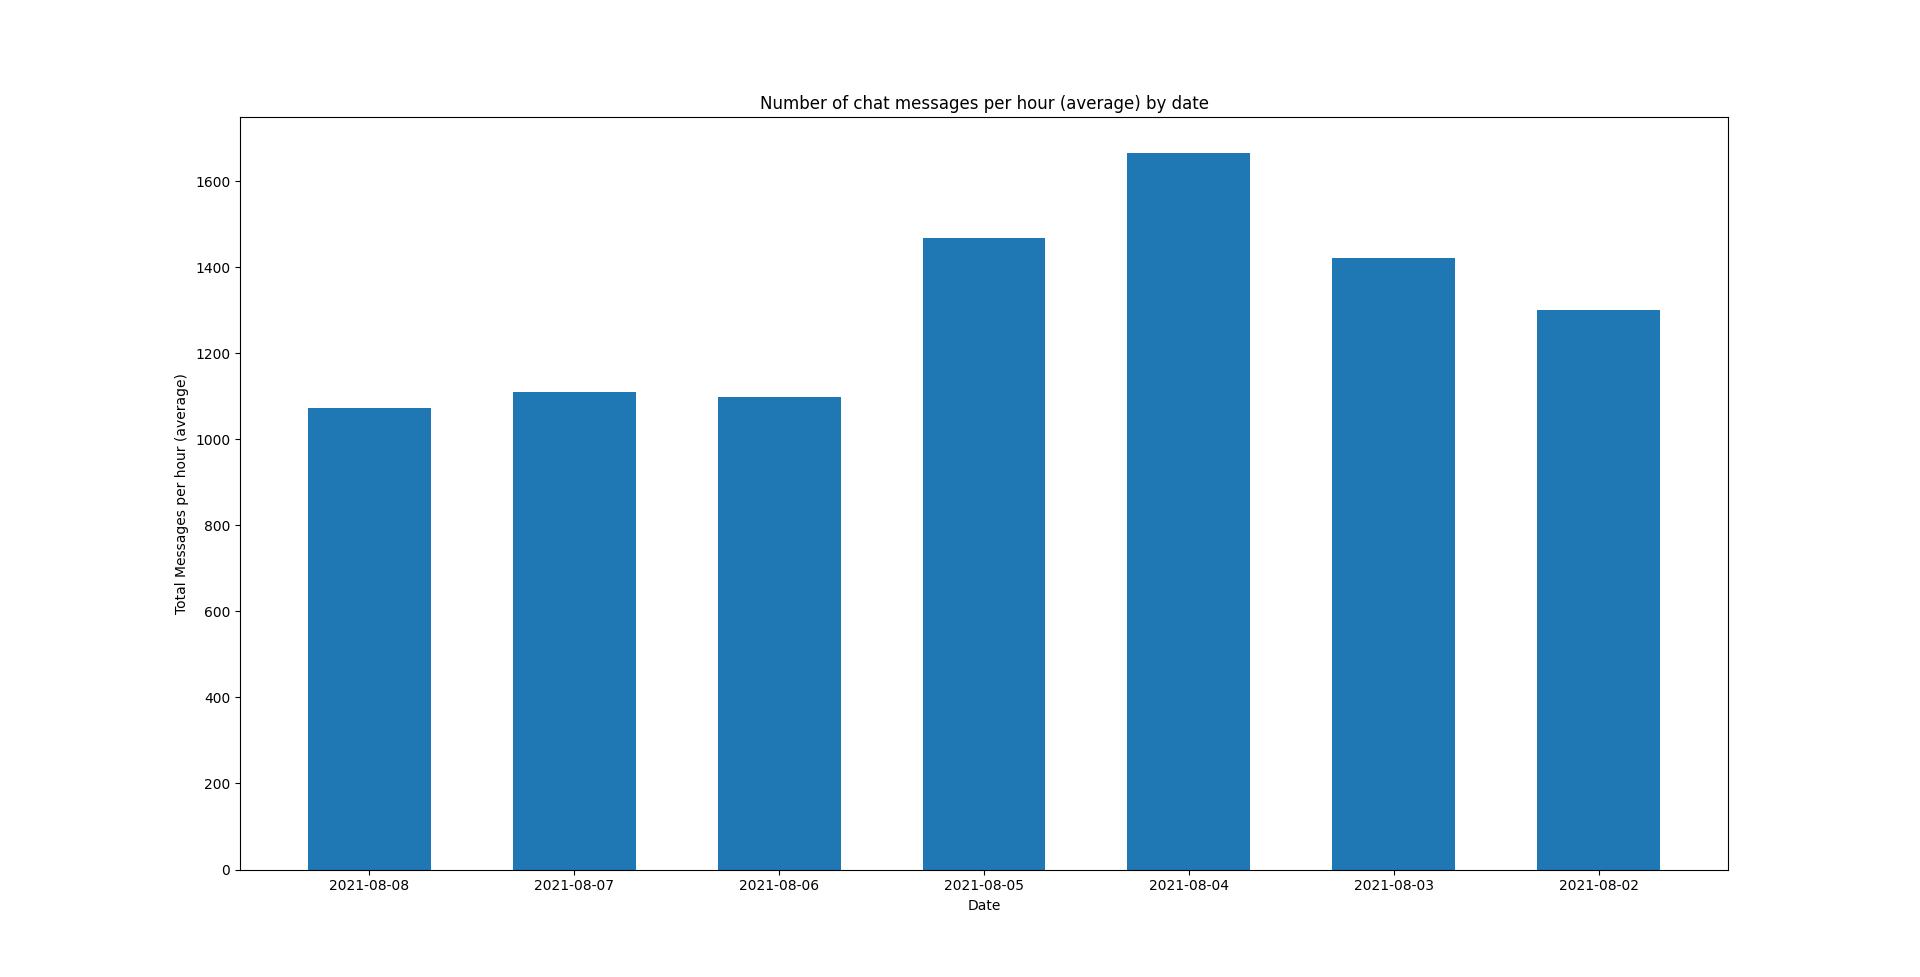 Number of chat messages per hour (average) by date
Total Messages per hour (average)
1600
1400
1200
1000
800
600
400
200
0
2021-08-08 2021-08-07 2021-08-06 2021-08-05 2021-08-04 2021-08-03 2021-08-02
Date